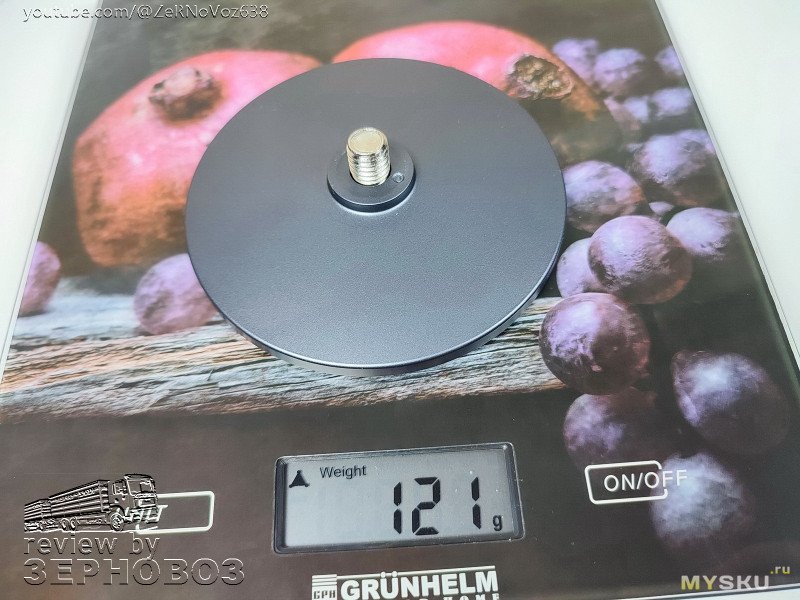 youtube.com/@ZeRNoVoz638
Weight
121 g
ON/OFF
review by
ЗЕРНОВОЗ
GRÜNHELM
MYSKU.ru